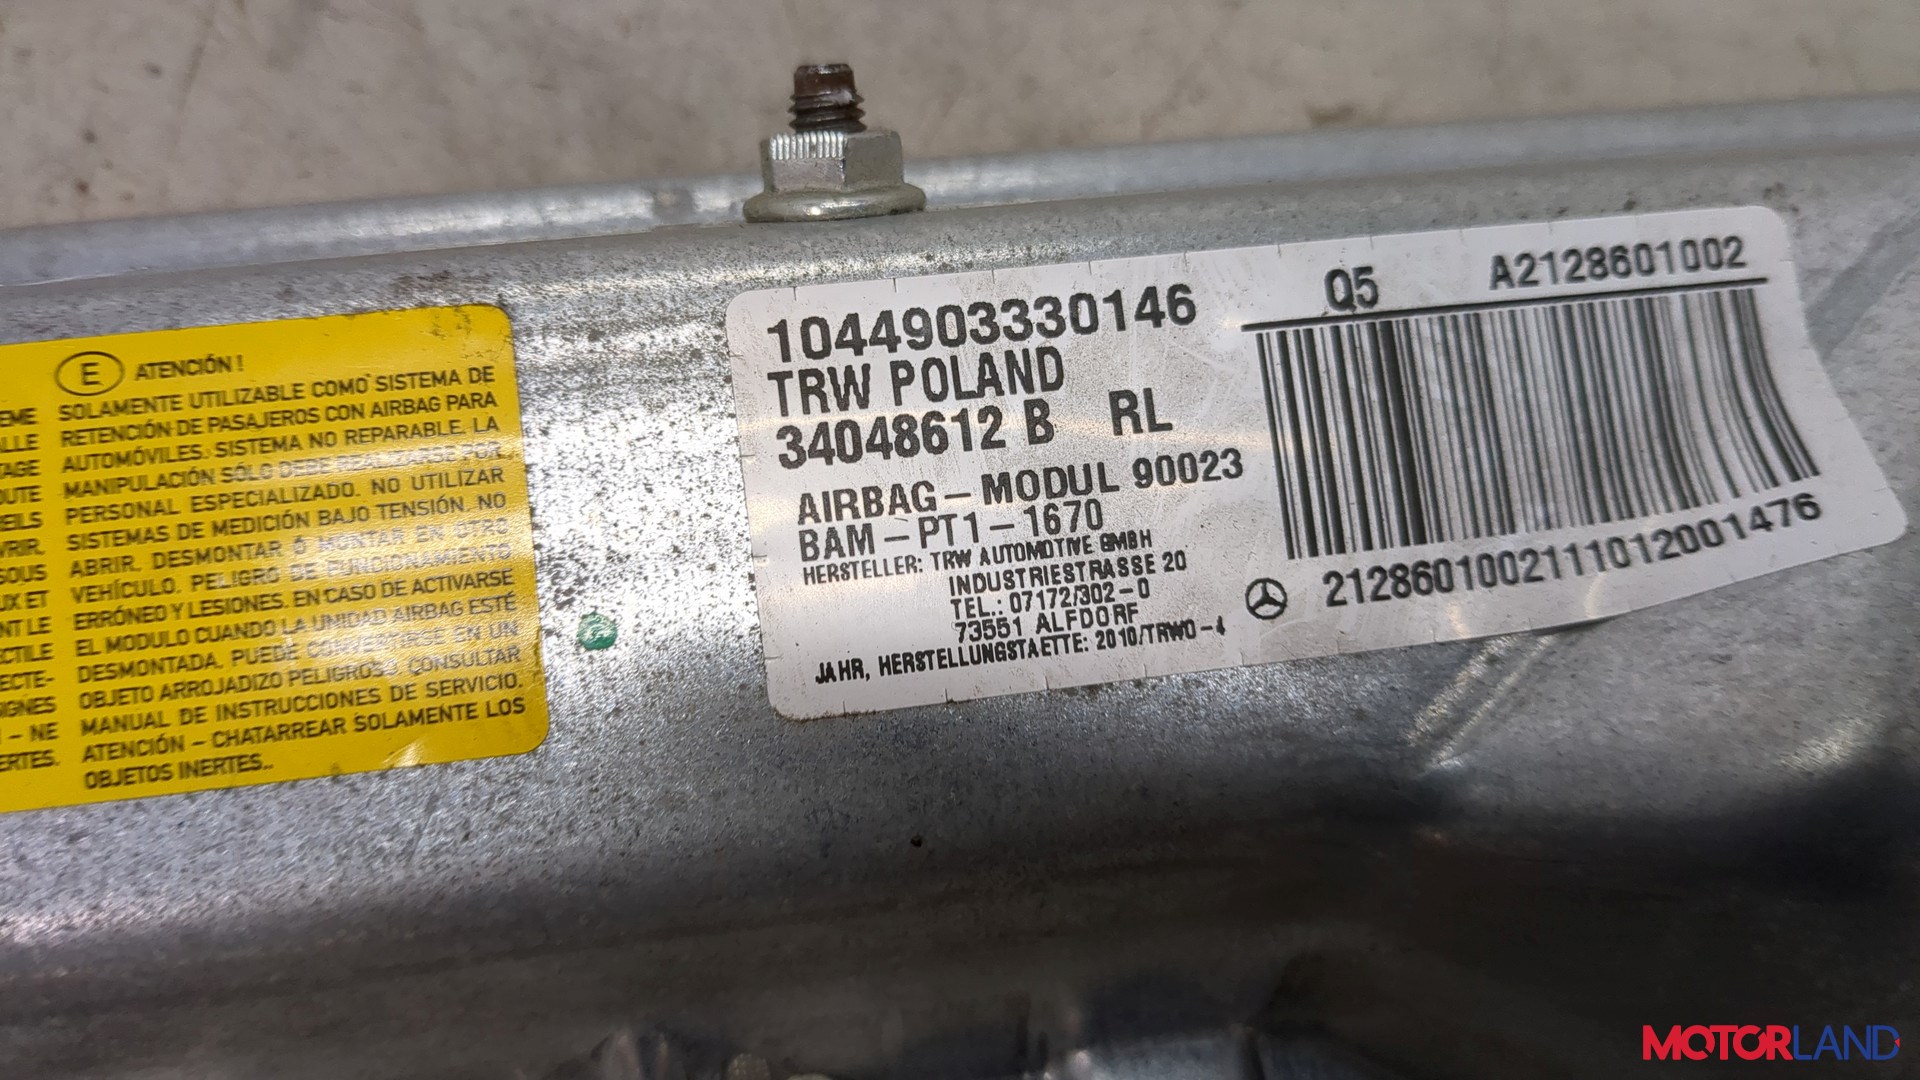 E ATENCIÓN !
SOLAMENTE UTILIZABLE COMO SISTEMA DE
RETENCIÓN DE PASAJEROS CON AIRBAG PARA
AUTOMÓVILES. SISTEMA NO REPARABLE. LA
MANIPULACIÓN SÓLO DEBE REALIZARSE POR
PERSONAL ESPECIALIZADO. NO UTILIZAR
SISTEMAS DE MEDICIÓN BAJO TENSIÓN. NO
ABRIR, DESMONTAR Ó MONTAR EN OTRO
VEHÍCULO. PELIGRO DE FUNCIONAMIENTO
ERRÓNEO Y LESIONES. EN CASO DE ACTIVARSE
EL MODULO CUANDO LA UNIDAD AIRBAG ESTÉ
DESMONTADA, PUEDE CONVERTIRSE EN UN
OBJETO ARROJADIZO PELIGROSO CONSULTAR
MANUAL DE INSTRUCCIONES DE SERVICIO.
ATENCIÓN - CHATARREAR SOLAMENTE LOS
OBJETOS INERTES..
1044903330146
TRW POLAND
34048612 B RL
AIRBAG-MODUL 90023
BAM-PT1-1670
HERSTELLER: TRW AUTOMOTIVE GMBH
INDUSTRIESTRASSE 20
TEL.: 07172/302-0
73551 ALFDORF
JAHR, HERSTELLUNGSTAETTE: 2010/TRWO-4
Q5 A2128601002
2128601002111012001476
MOTORLAND